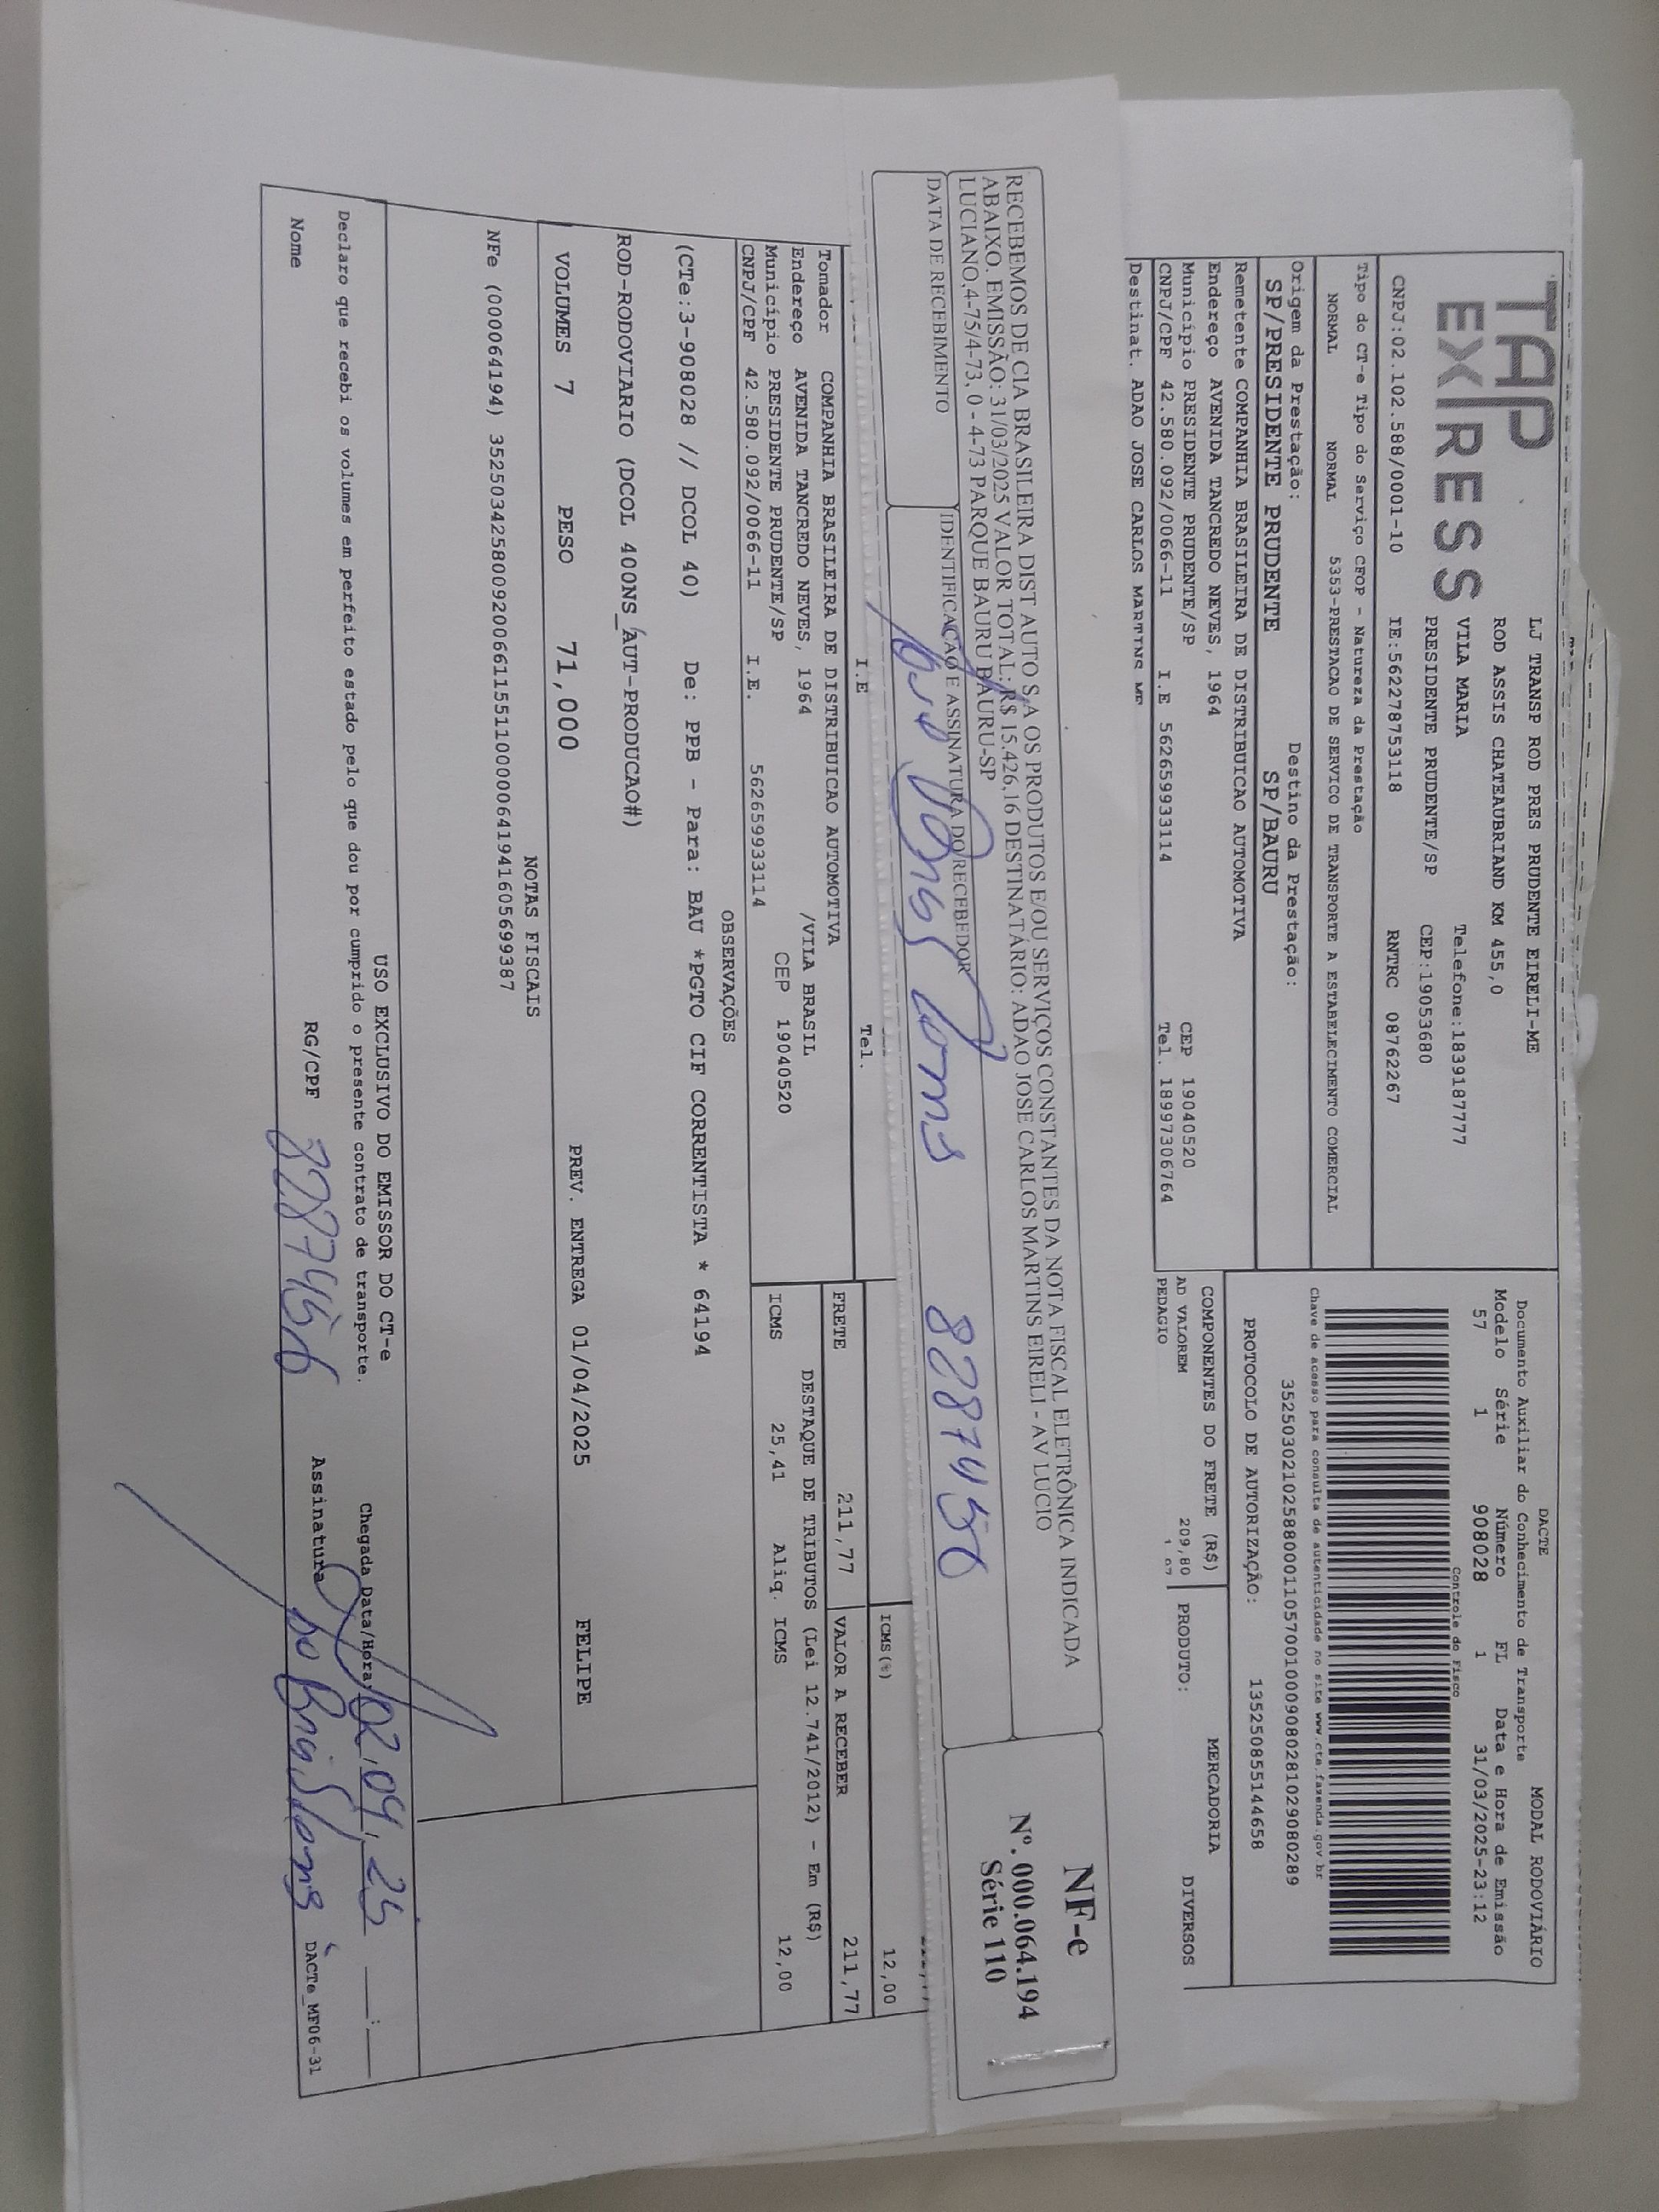 TAP
EXPRESS
LJ TRANSP ROD PRES PRUDENTE EIRELI-ME
ROD ASSIS CHATEAUBRIAND KM 455,0
VILA MARIA Telefone:1839187777
PRESIDENTE PRUDENTE/SP CEP:19053680
CNPJ:02.102.588/0001-10 IE:562278753118 RNTRC 08762267
Tipo do CT-e Tipo do Serviço CFOP - Natureza da Prestação
NORMAL NORMAL 5353-PRESTACAO DE SERVICO DE TRANSPORTE A ESTABELECIMENTO COMERCIAL
Origem da Prestação: Destino da Prestação:
SP/PRESIDENTE PRUDENTE SP/BAURU
Remetente COMPANHIA BRASILEIRA DE DISTRIBUICAO AUTOMOTIVA
Endereço AVENIDA TANCREDO NEVES, 1964
Município PRESIDENTE PRUDENTE/SP CEP 19040520
CNPJ/CPF 42.580.092/0066-11 I.E 562659933114 Tel. 18997306764
Destinat. ADAO JOSE CARLOS MARTINS ME
DACTE MODAL RODOVIÁRIO
Documento Auxiliar do Conhecimento de Transporte
Modelo Série Número FL Data e Hora de Emissão
57 1 908028 1 31/03/2025-23:12
Controle do Fisco
Chave de acesso para consulta de autenticidade no site www.cte.fazenda.gov.br
35250302102588000110570010009080281029080289
PROTOCOLO DE AUTORIZAÇÃO: 135250855144658
COMPONENTES DO FRETE (R$) MERCADORIA
AD VALOREM 209,80 PRODUTO: DIVERSOS
PEDAGIO
RECEBEMOS DE CIA BRASILEIRA DIST AUTO S.A OS PRODUTOS E/OU SERVIÇOS CONSTANTES DA NOTA FISCAL ELETRÔNICA INDICADA
ABAIXO. EMISSÃO: 31/03/2025 VALOR TOTAL: R$ 15.426,16 DESTINATÁRIO: ADAO JOSE CARLOS MARTINS EIRELI - AV LUCIO
LUCIANO,4-75/4-73, 0 - 4-73 PARQUE BAURU BAURU-SP
DATA DE RECEBIMENTO IDENTIFICAÇÃO E ASSINATURA DO RECEBEDOR
82874556
NF-e
Nº. 000.064.194
Série 110
I.E Tel.
ICMS(%) 12,00
Tomador COMPANHIA BRASILEIRA DE DISTRIBUICAO AUTOMOTIVA
Endereço AVENIDA TANCREDO NEVES, 1964 /VILA BRASIL
Município PRESIDENTE PRUDENTE/SP CEP 19040520
CNPJ/CPF 42.580.092/0066-11 I.E. 562659933114
FRETE 211,77 VALOR A RECEBER 211,77
DESTAQUE DE TRIBUTOS (Lei 12.741/2012) - Em (R$)
ICMS 25,41 Aliq. ICMS 12,00
OBSERVAÇÕES
(CTe:3-908028 // DCOL 40) De: PPB - Para: BAU *PGTO CIF CORRENTISTA * 64194
ROD-RODOVIARIO (DCOL 400NS_AUT-PRODUCAO#)
VOLUMES 7 PESO 71,000 PREV. ENTREGA 01/04/2025 FELIPE
NOTAS FISCAIS
NFe (000064194) 35250342580092006611551100000641941605699387
USO EXCLUSIVO DO EMISSOR DO CT-e
Declaro que recebi os volumes em perfeito estado pelo que dou por cumprido o presente contrato de transporte.
Chegada Data/Hora: 02,04,25 __:__
Nome RG/CPF Assinatura
DACTe_MF06-31